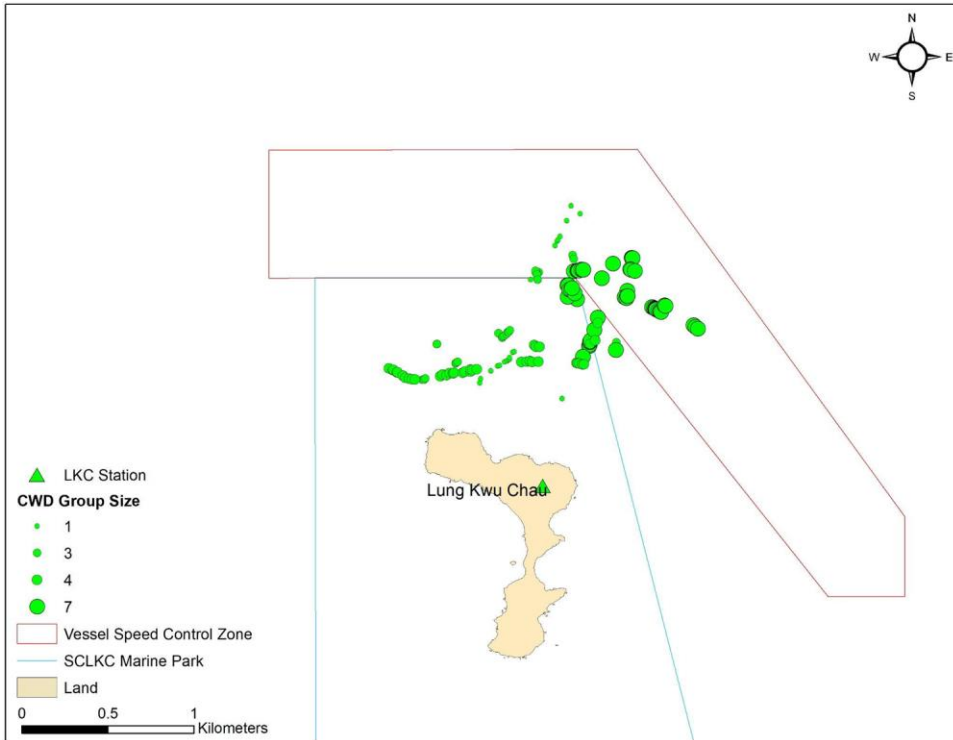 N
W E
S
Lung Kwu Chau
LKC Station
CWD Group Size
1
3
4
7
Vessel Speed Control Zone
SCLKC Marine Park
Land
0 0.5 1
Kilometers